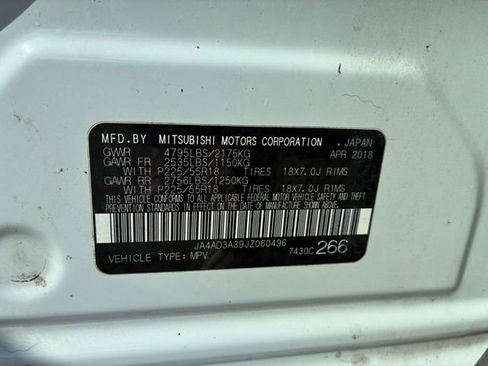 MFD.BY MITSUBISHI MOTORS CORPORATION .JAPAN
GVWR 4795LBS/2175KG APR 2018
GAWR FR 2535LBS/1150KG
WITH P225/55R18 TIRES 18X7.0J RIMS
GAWR RR 2756LBS/1250KG
WITH P225/55R18 TIRES 18X7.0J RIMS
THIS VEHICLE CONFORMS TO ALL APPLICABLE FEDERAL MOTOR VEHICLE SAFETY AND THEFT
PREVENTION STANDARDS IN EFFECT ON THE DATE OF MANUFACTURE SHOWN ABOVE.
JA4AD3A39JZ060496
VEHICLE TYPE:MPV 7430C 266